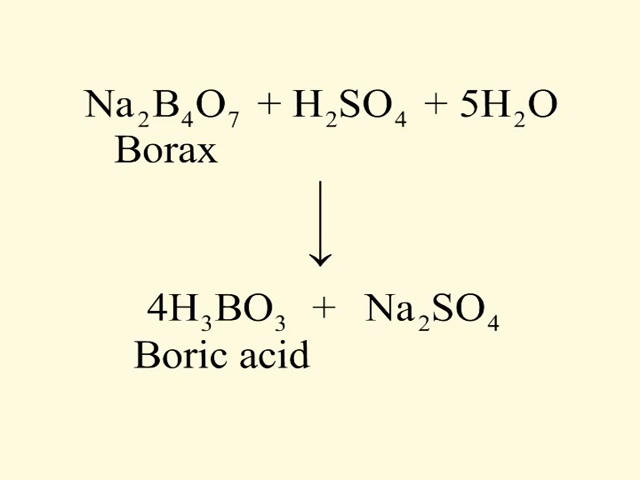 Na₂B₄O₇ + H₂SO₄ + 5H₂O
Borax
↓
4H₃BO₃ + Na₂SO₄
Boric acid